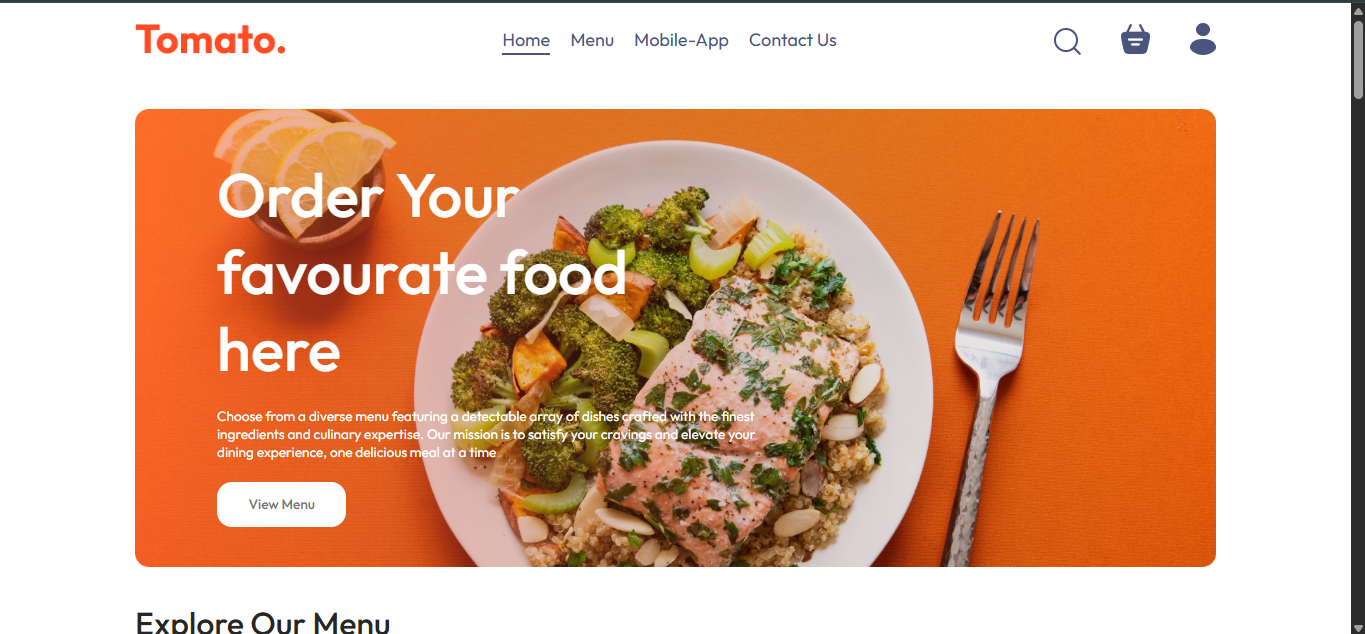 Tomato.
Home Menu Mobile-App Contact Us
Order Your
favourate food
here
Choose from a diverse menu featuring a detectable array of dishes crafted with the finest
ingredients and culinary expertise. Our mission is to satisfy your cravings and elevate your
dining experience, one delicious meal at a time
View Menu
Explore Our Menu